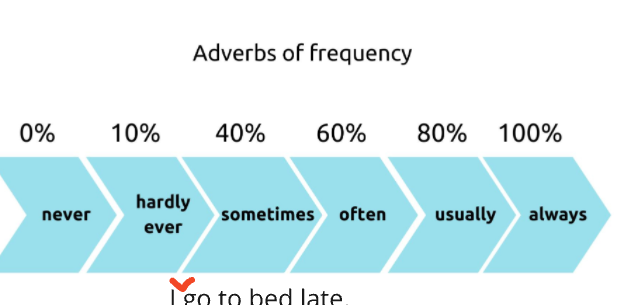 Adverbs of frequency
0% 10% 40% 60% 80% 100%
never hardly ever sometimes often usually always
I go to bed late.